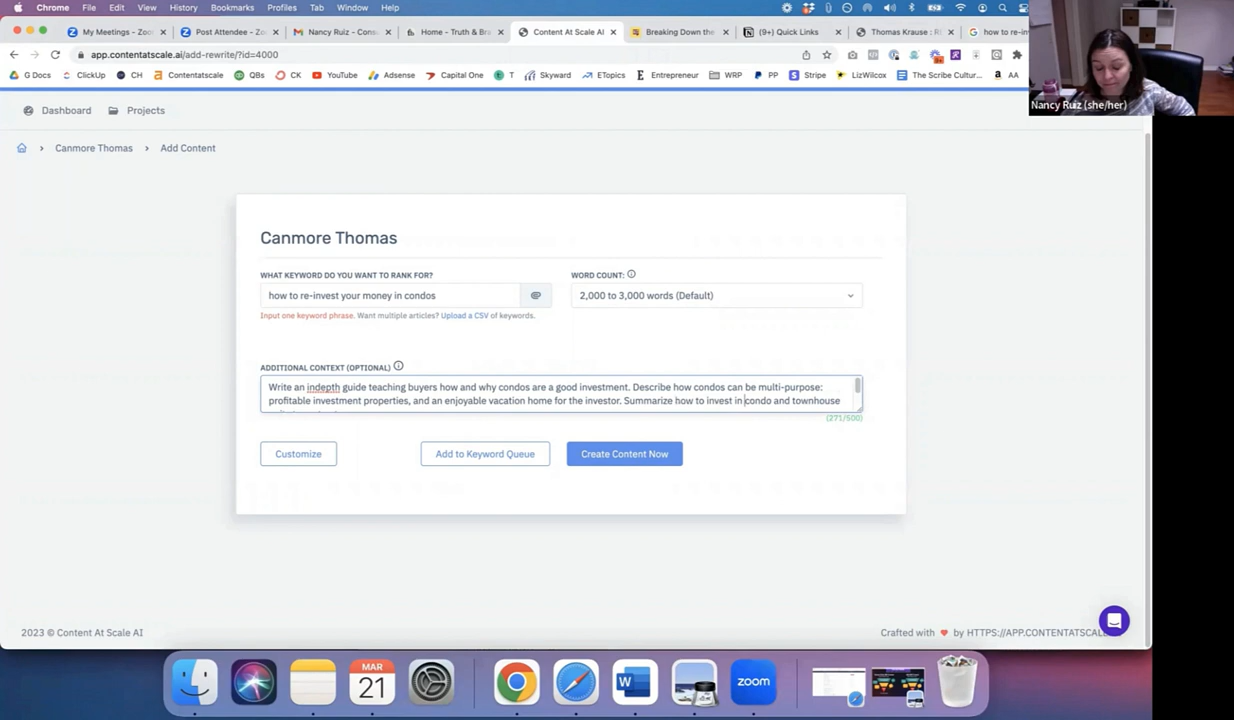 Chrome File Edit View History Bookmarks Profiles Tab Window Help
My Meetings - Zoo
Post Attendee - Zo
Nancy Ruiz - Cons
Home - Truth & Bra
Content At Scale AI
Breaking Down the
(9+) Quick Links
Thomas Krause : R
how to re-in
app.contentatscale.ai/add-rewrite/?id=4000
G Docs ClickUp CH Contentatscale QBs CK YouTube Adsense Capital One T Skyward ETopics Entrepreneur WRP PP Stripe LizWilcox The Scribe Cultur... AA
Nancy Ruiz (she/her)
Dashboard Projects
Canmore Thomas › Add Content
Canmore Thomas
WHAT KEYWORD DO YOU WANT TO RANK FOR?
how to re-invest your money in condos
Input one keyword phrase. Want multiple articles? Upload a CSV of keywords.
WORD COUNT:
2,000 to 3,000 words (Default)
ADDITIONAL CONTEXT (OPTIONAL)
Write an indepth guide teaching buyers how and why condos are a good investment. Describe how condos can be multi-purpose:
profitable investment properties, and an enjoyable vacation home for the investor. Summarize how to invest in condo and townhouse
(271/500)
Customize
Add to Keyword Queue
Create Content Now
2023 © Content At Scale AI
Crafted with ♥ by HTTPS://APP.CONTENTATSCAL
MAR
21
zoom